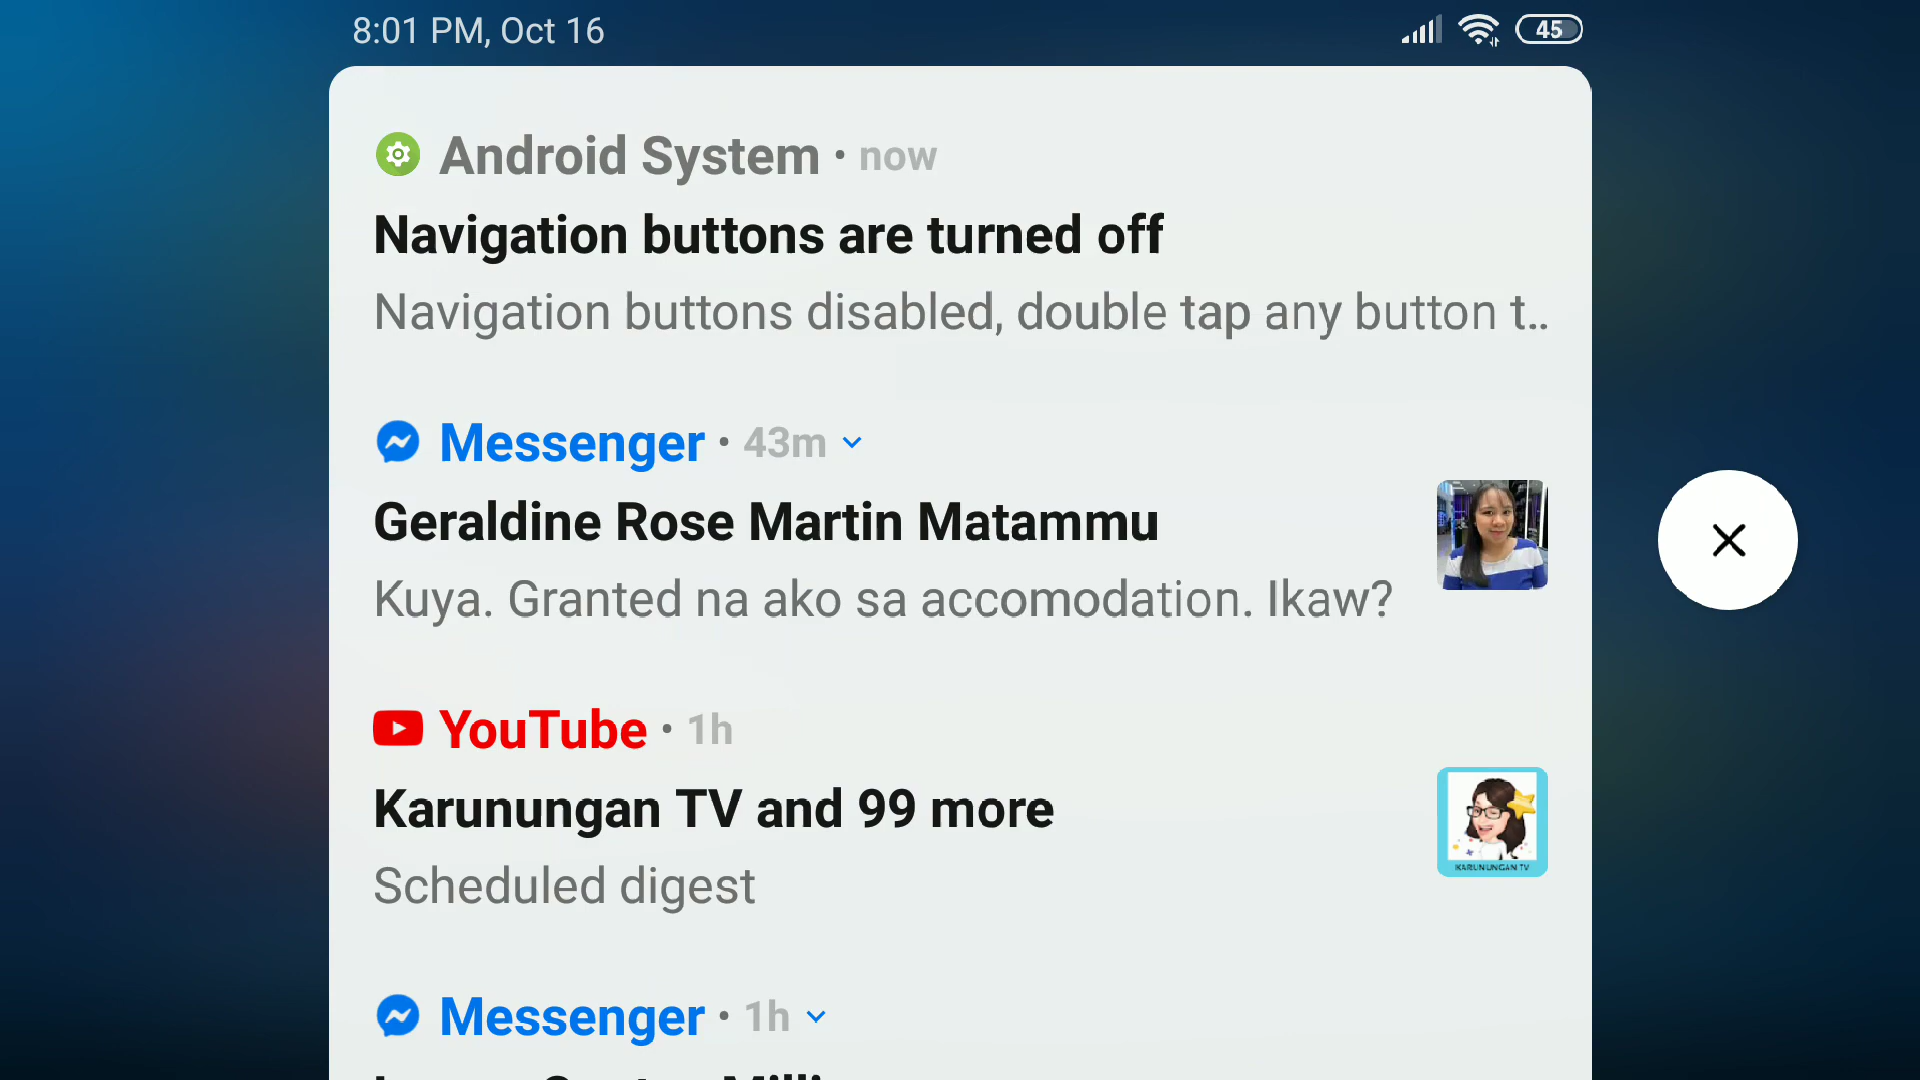 8:01 PM, Oct 16
45
Android System • now
Navigation buttons are turned off
Navigation buttons disabled, double tap any button t..
Messenger • 43m
Geraldine Rose Martin Matammu
Kuya. Granted na ako sa accomodation. Ikaw?
YouTube • 1h
Karunungan TV and 99 more
KARUNUNGAN TV
Scheduled digest
Messenger • 1h